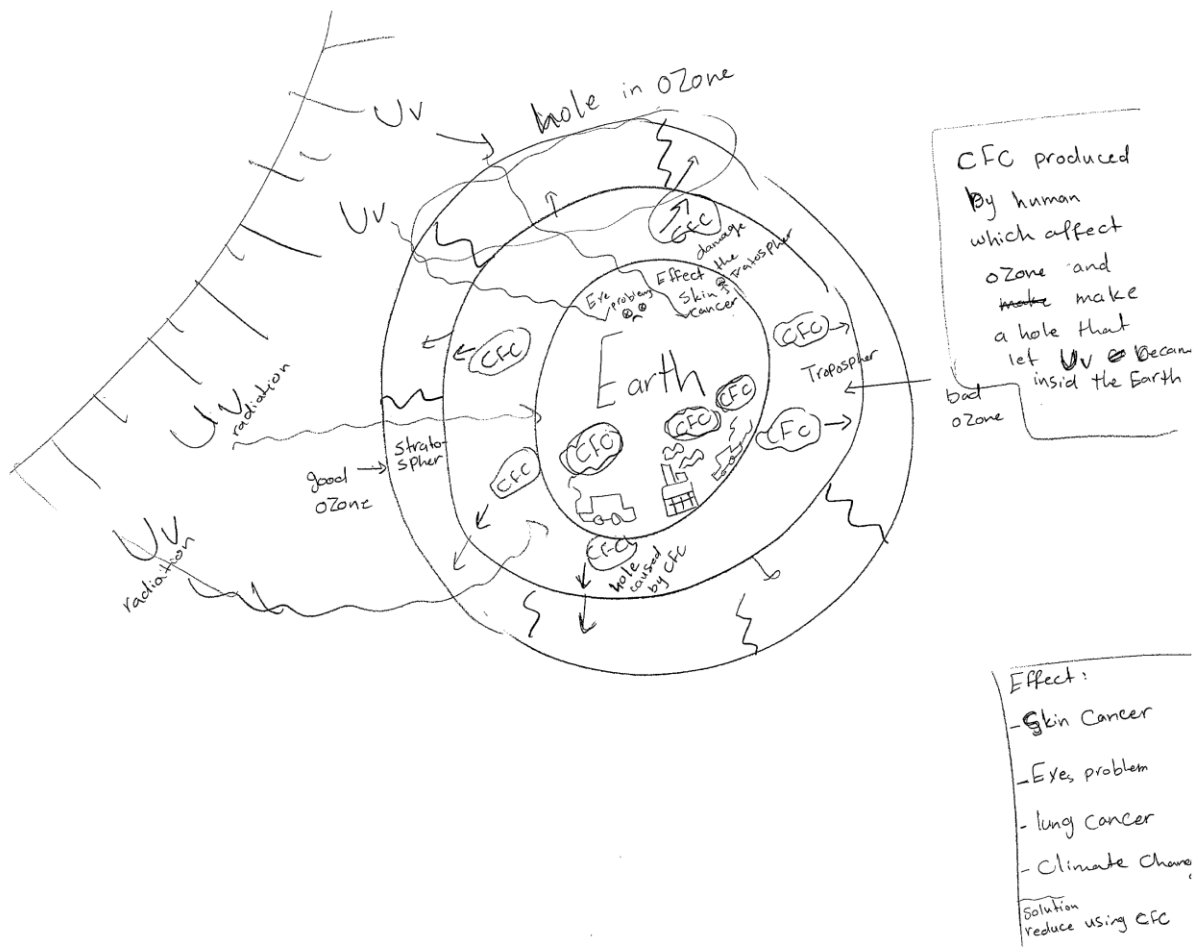 hole in OZone
Uv
Uv
Uv
radiation
Uv
radiation
good
OZone
Strato-
spher
CFC
damage
the
stratospher
Effect
Skin
Cancer
Eye
problem
Earth
CFC
CFC
CFC
CFC
CFC
CFC
CFC
CFC
CFC
hole
caused
by CFC
Tropospher
bad
OZone
CFC produced
by human
which affect
OZone and
make make
a hole that
let Uv becam
insid the Earth
Effect:
- Skin Cancer
- Eyes problem
- lung cancer
- Climate Chang
Solution
reduce using CFC